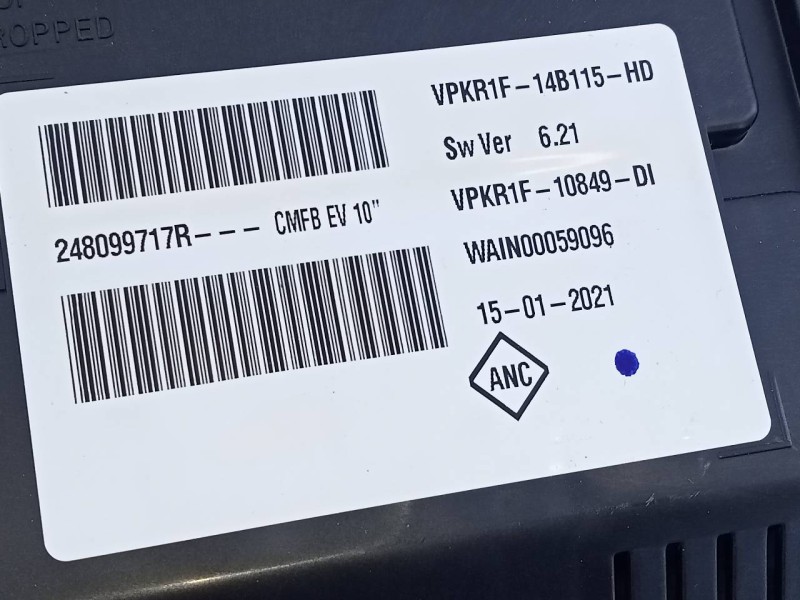 ROPPED
VPKR1F-14B115-HD
Sw Ver 6.21
VPKR1F-10849-DI
248099717R--- CMFB EV 10"
WAIN00059096
15-01-2021
ANC